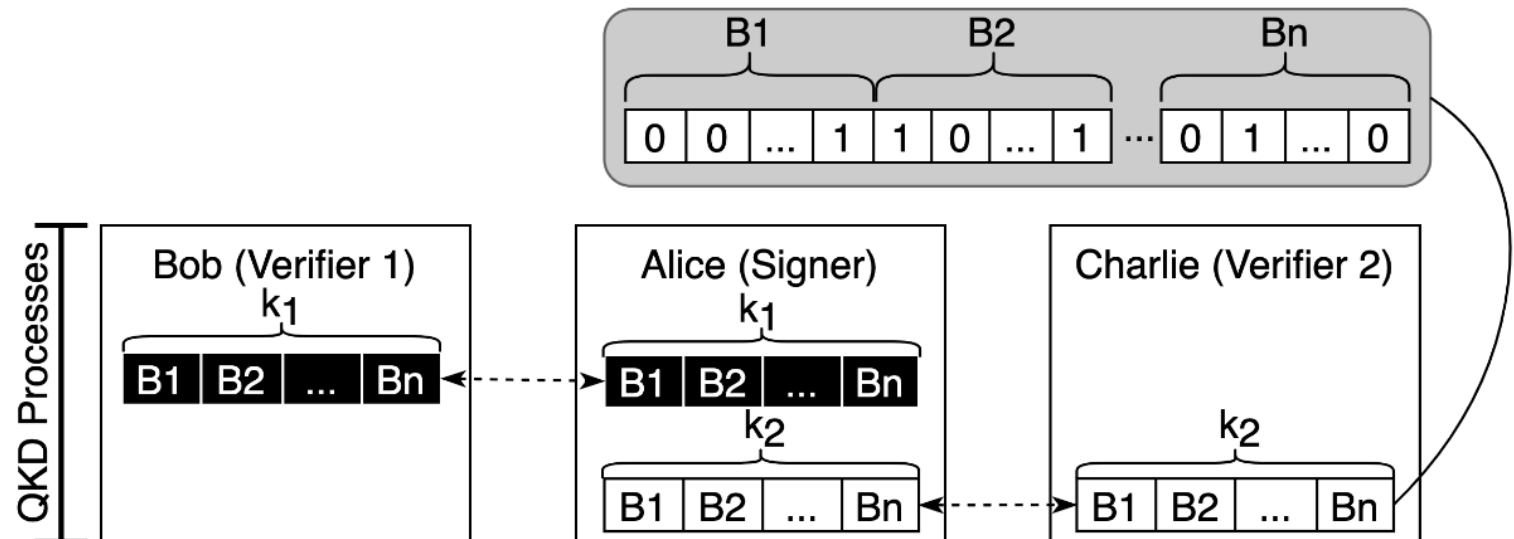 B1 B2 Bn
0 0 ... 1 1 0 ... 1 ... 0 1 ... 0
QKD Processes
Bob (Verifier 1)
k1
B1 B2 ... Bn
Alice (Signer)
k1
B1 B2 ... Bn
k2
B1 B2 ... Bn
Charlie (Verifier 2)
k2
B1 B2 ... Bn